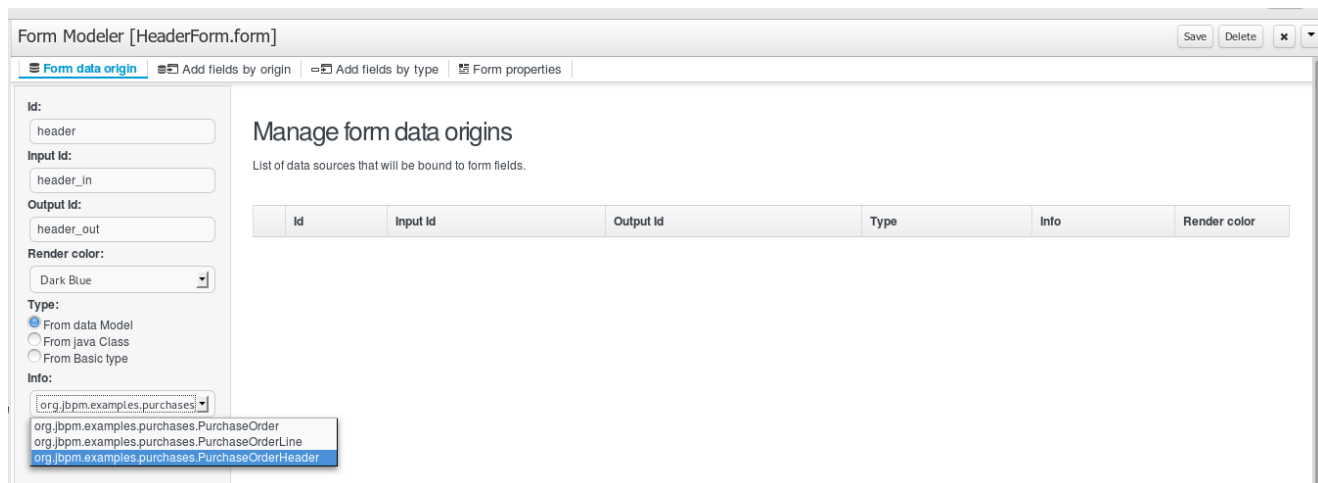 Form Modeler [HeaderForm.form]
Save Delete
Form data origin Add fields by origin Add fields by type Form properties
Id:
header
Input Id:
header_in
Output Id:
header_out
Render color:
Dark Blue
Type:
From data Model
From java Class
From Basic type
Info:
org.jbpm.examples.purchases
org.jbpm.examples.purchases.PurchaseOrder
org.jbpm.examples.purchases.PurchaseOrderLine
org.jbpm.examples.purchases.PurchaseOrderHeader
Manage form data origins
List of data sources that will be bound to form fields.
Id Input Id Output Id Type Info Render color